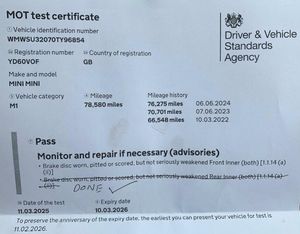 MOT test certificate
Vehicle identification number
WMWSU32070TY96854
Driver & Vehicle
Standards
Agency
Registration number Country of registration
YD60VOF GB
Make and model
MINI MINI
Vehicle category Mileage Mileage history
M1 78,580 miles 76,275 miles 06.06.2024
70,701 miles 07.06.2023
66,548 miles 10.03.2022
Pass
Monitor and repair if necessary (advisories)
• Brake disc worn, pitted or scored, but not seriously weakened Front Inner (both) [1.1.14 (a)
(ii)]
• Brake disc worn, pitted or scored, but not seriously weakened Rear Inner (both) [1.1.14 (a)
(ii)] DONE ✓
Date of the test Expiry date
11.03.2025 10.03.2026
To preserve the anniversary of the expiry date, the earliest you can present your vehicle for test is
11.02.2026.